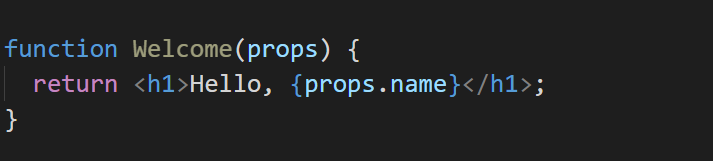 function Welcome(props) {
  return <h1>Hello, {props.name}</h1>;
}